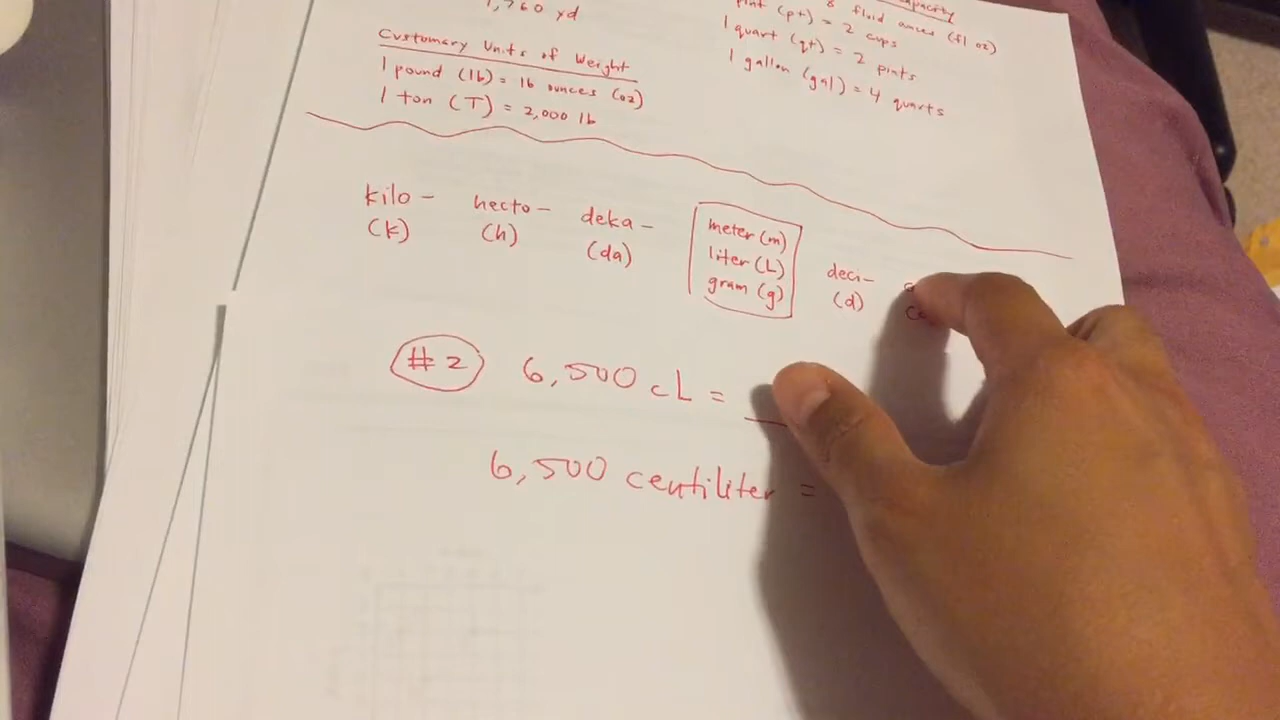 1,760 yd
Customary Units of Weight
1 pound (lb) = 16 ounces (oz)
1 ton (T) = 2,000 lb
8 fluid ounces (fl oz)
pint (pt) = 2 cups
1 quart (qt) = 2 pints
1 gallon (gal) = 4 quarts
kilo- hecto- deka- meter (m) deci-
(k) (h) (da) liter (L) (d)
gram (g)
#2 6,500 cL =
6,500 centiliter =